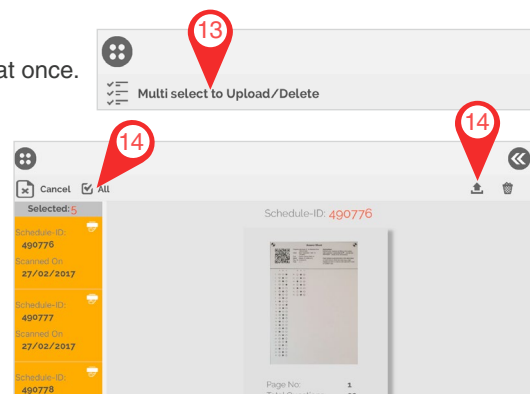 13
at once.
Multi select to Upload/Delete
14
14
Cancel All
Selected: 5
Schedule-ID: 490776
Schedule-ID:
490776
Scanned On
27/02/2017
Schedule-ID:
490777
Scanned On
27/02/2017
Schedule-ID:
490778
Page No: 1